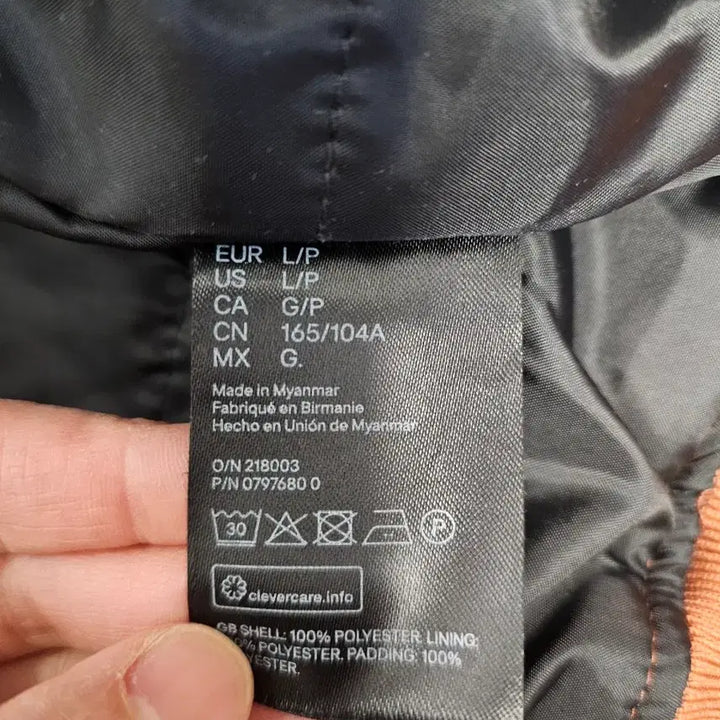 EUR L/P
US L/P
CA G/P
CN 165/104A
MX G.
Made in Myanmar
Fabriqué en Birmanie
Hecho en Unión de Myanmar
O/N 218003
P/N 0797680 0
30 P
clevercare.info
GB SHELL: 100% POLYESTER. LINING:
POLYESTER. PADDING: 100%